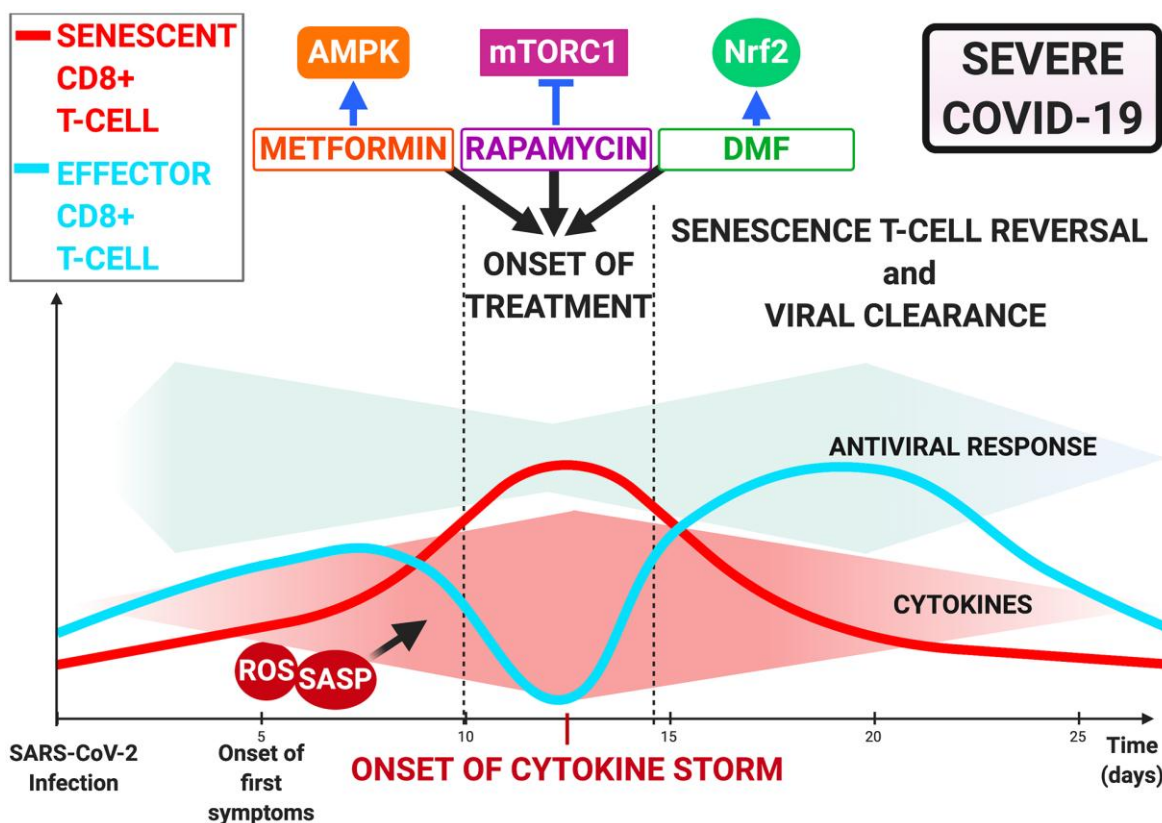 SENESCENT
CD8+
T-CELL
EFFECTOR
CD8+
T-CELL
AMPK
mTORC1
Nrf2
METFORMIN
RAPAMYCIN
DMF
SEVERE
COVID-19
ONSET OF
TREATMENT
SENESCENCE T-CELL REVERSAL
and
VIRAL CLEARANCE
ANTIVIRAL RESPONSE
CYTOKINES
ROS
SASP
5
10
15
20
25
SARS-CoV-2
Infection
Onset of
first
symptoms
ONSET OF CYTOKINE STORM
Time
(days)